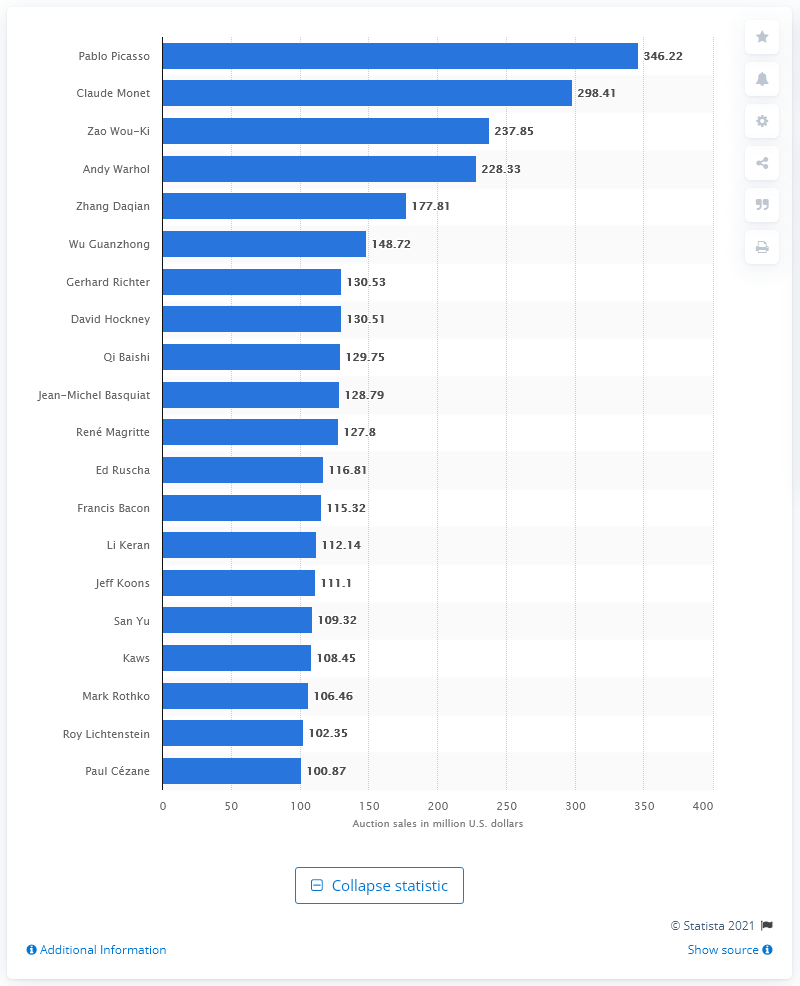 Pablo Picasso 346.22
Claude Monet 298.41
Zao Wou-Ki 237.85
Andy Warhol 228.33
Zhang Daqian 177.81
Wu Guanzhong 148.72
Gerhard Richter 130.53
David Hockney 130.51
Qi Baishi 129.75
Jean-Michel Basquiat 128.79
René Magritte 127.8
Ed Ruscha 116.81
Francis Bacon 115.32
Li Keran 112.14
Jeff Koons 111.1
San Yu 109.32
Kaws 108.45
Mark Rothko 106.46
Roy Lichtenstein 102.35
Paul Cézane 100.87
0 50 100 150 200 250 300 350 400
Auction sales in million U.S. dollars
Collapse statistic
© Statista 2021
Additional Information Show source